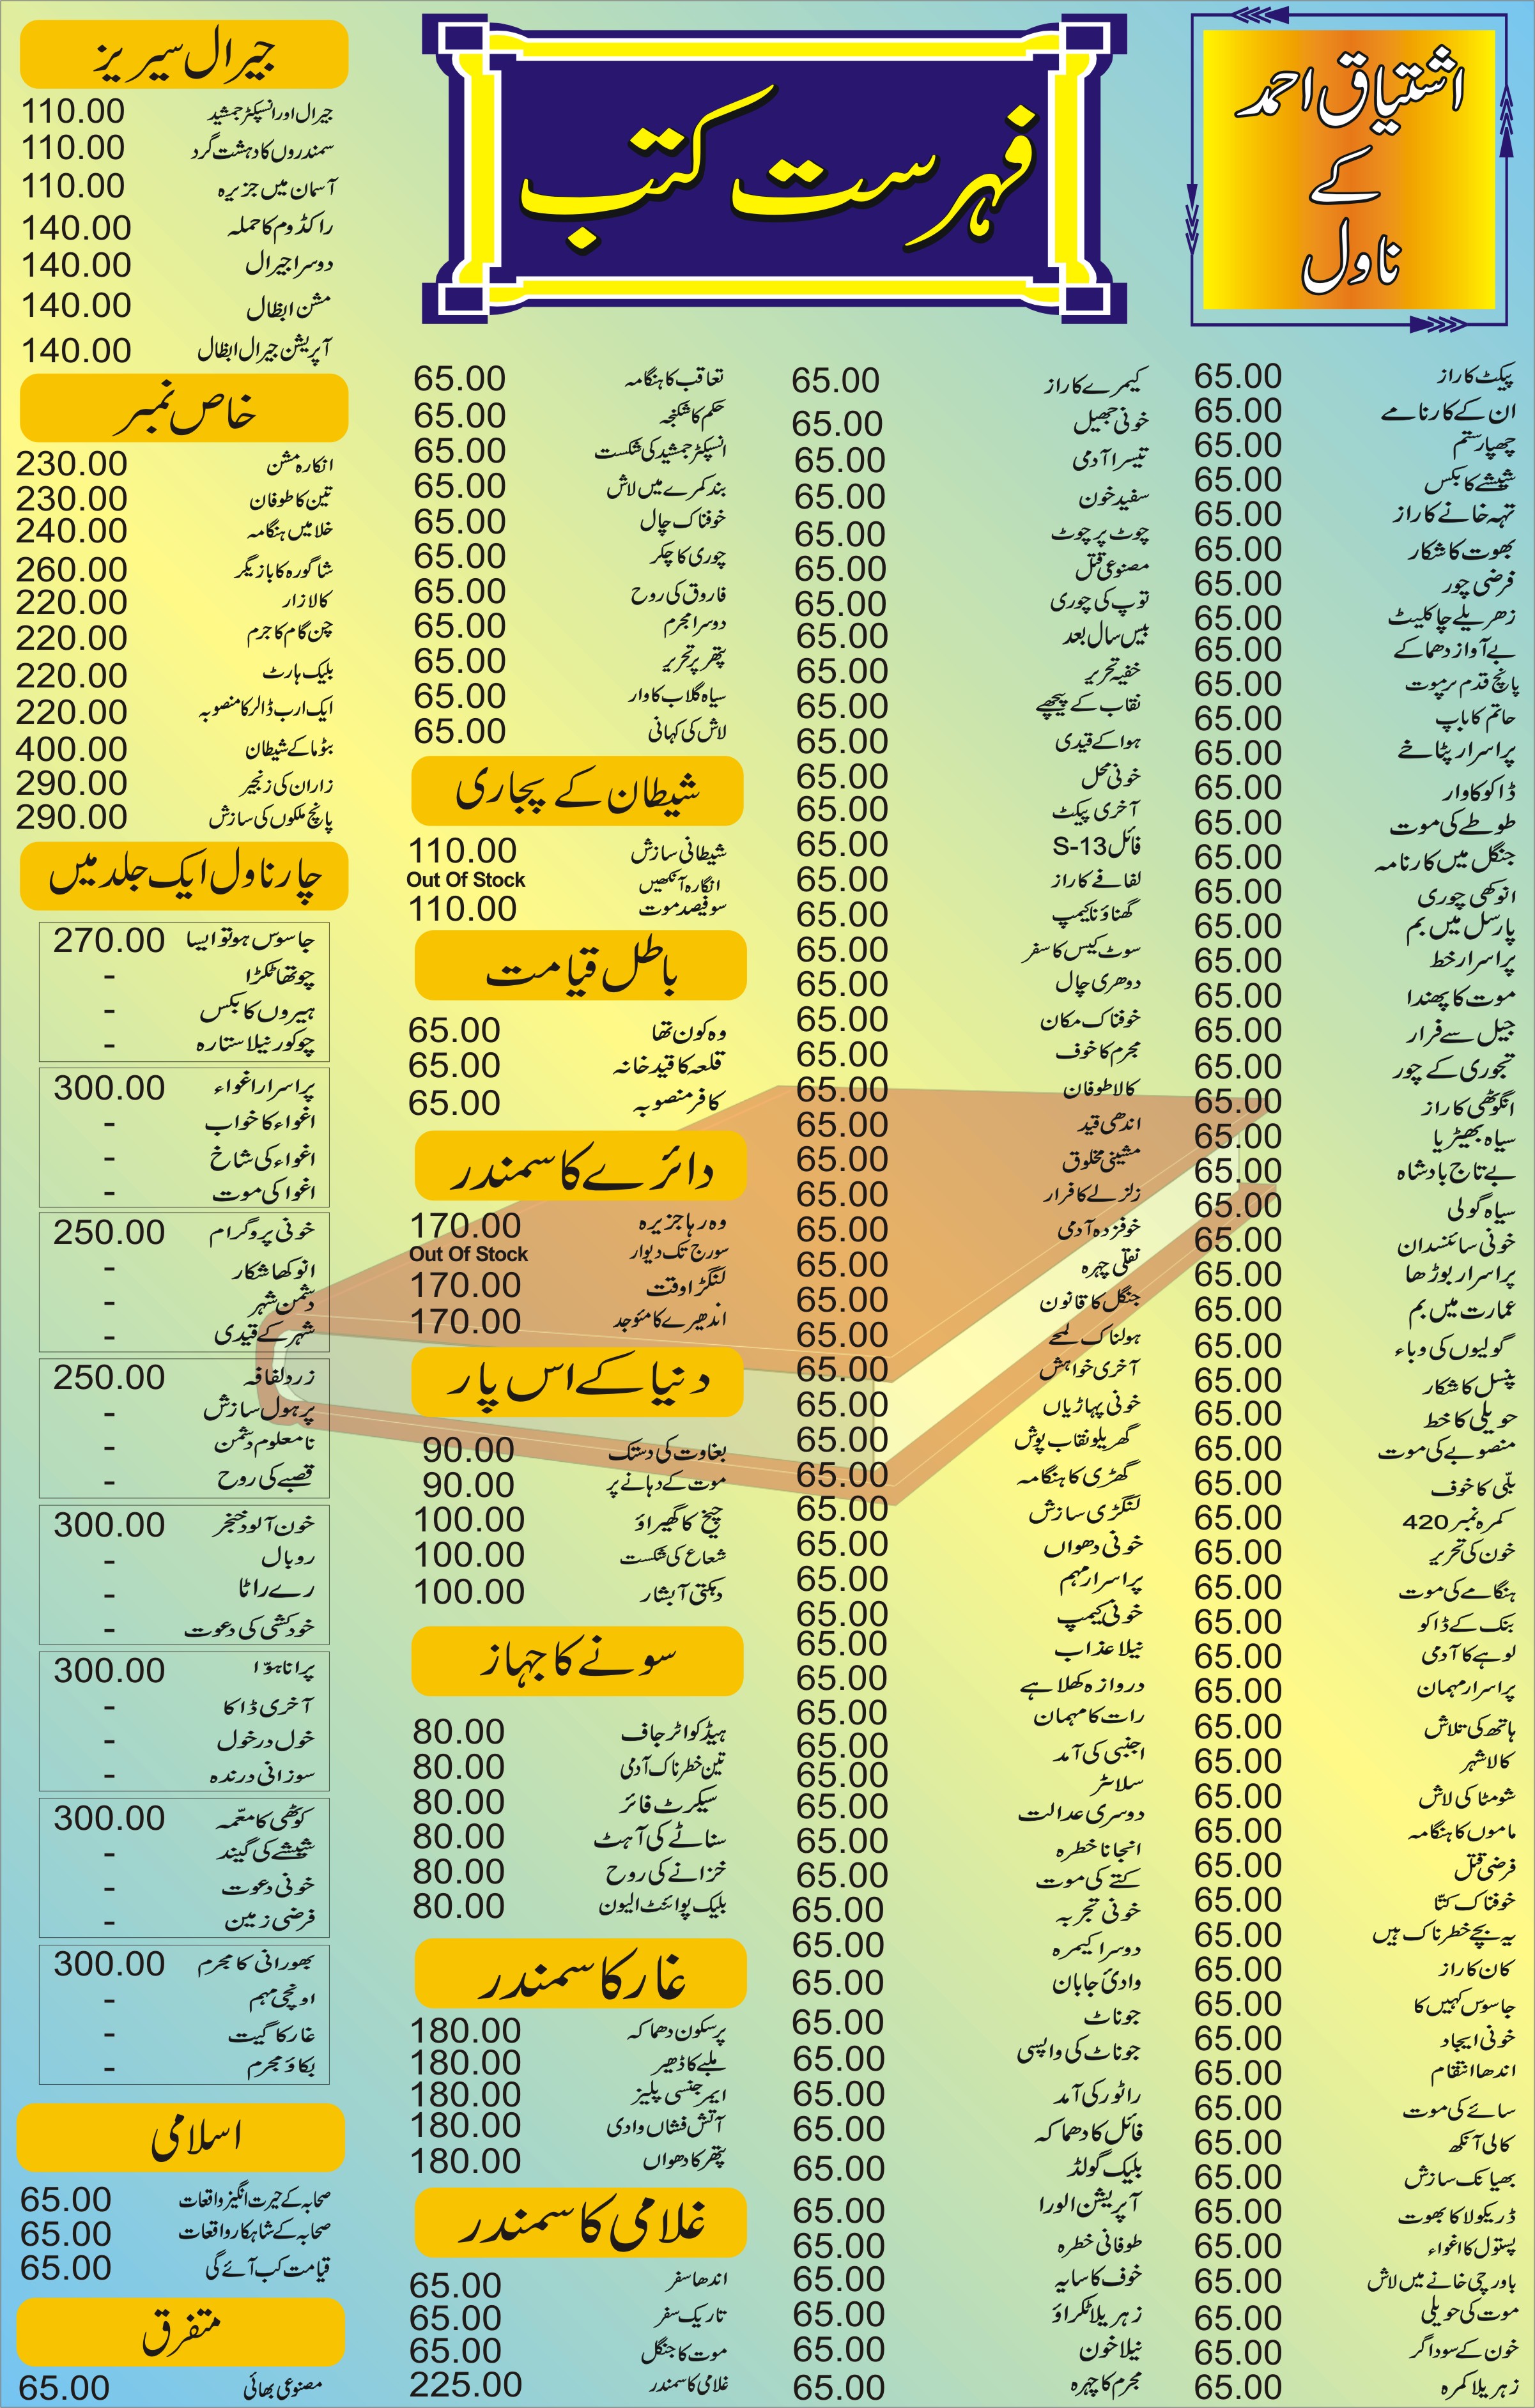 اشتیاق احمد
کے
ناول
فہرست کتب
پیکٹ کا راز 65.00
ان کے کارنامے 65.00
چھپا رستم 65.00
شیشے کا بکس 65.00
تہہ خانے کا راز 65.00
بھوت کا شکار 65.00
فرضی چور 65.00
زہریلے چاکلیٹ 65.00
بے آواز دھماکے 65.00
پانچ قدم پر موت 65.00
حاتم کا باپ 65.00
پراسرار پٹاخے 65.00
ڈاکو کا وار 65.00
طوطے کی موت 65.00
جنگل میں کارنامہ 65.00
انوکھی چوری 65.00
پارسل میں بم 65.00
پراسرار خط 65.00
موت کا پھندا 65.00
جیل سے فرار 65.00
تجوری کے چور 65.00
انگوٹھی کا راز 65.00
سیاہ بھیڑیا 65.00
بے تاج بادشاہ 65.00
سیاہ گولی 65.00
خونی سائنسدان 65.00
پراسرار بوڑھا 65.00
عمارت میں بم 65.00
گولیوں کی وباء 65.00
پنسل کا شکار 65.00
حویلی کا خط 65.00
منصوبے کی موت 65.00
بلّی کا خوف 65.00
کمرہ نمبر 420 65.00
خون کی تحریر 65.00
ہنگامے کی موت 65.00
بنک کے ڈاکو 65.00
لوہے کا آدمی 65.00
پراسرار مہمان 65.00
ہاتھ کی تلاش 65.00
کالا شہر 65.00
شومٹا کی لاش 65.00
ماموں کا ہنگامہ 65.00
فرضی قتل 65.00
خوفناک کتّا 65.00
یہ بچے خطرناک ہیں 65.00
کان کا راز 65.00
جاسوس کہیں کا 65.00
خونی ایجاد 65.00
اندھا انتقام 65.00
سائے کی موت 65.00
کالی آنکھ 65.00
بھیانک سازش 65.00
ڈریکولا کا بھوت 65.00
پستول کا اغواء 65.00
باورچی خانے میں لاش 65.00
موت کی حویلی 65.00
خون کے سوداگر 65.00
زہریلا کمرہ 65.00
کیمرے کا راز 65.00
خونی جھیل 65.00
تیسرا آدمی 65.00
سفید خون 65.00
چوٹ پر چوٹ 65.00
مصنوعی قتل 65.00
توپ کی چوری 65.00
بیس سال بعد 65.00
خفیہ تحریر 65.00
نقاب کے پیچھے 65.00
ہوا کے قیدی 65.00
خونی محل 65.00
آخری پیکٹ 65.00
فائل S-13 65.00
لفافے کا راز 65.00
گھناؤنا کیمپ 65.00
سوٹ کیس کا سفر 65.00
دوھری چال 65.00
خوفناک مکان 65.00
مجرم کا خوف 65.00
کالا طوفان 65.00
اندھی قید 65.00
مشینی مخلوق 65.00
زلزلے کا فرار 65.00
خوفزدہ آدمی 65.00
نقلی چہرہ 65.00
جنگل کا قانون 65.00
ہولناک لمحے 65.00
آخری خواہش 65.00
خونی پہاڑیاں 65.00
گھریلو نقاب پوش 65.00
گھڑی کا ہنگامہ 65.00
لنگڑی سازش 65.00
خونی دھواں 65.00
پراسرار مہم 65.00
خونی کیمپ 65.00
نیلا عذاب 65.00
دروازہ کھلا ہے 65.00
رات کا مہمان 65.00
اجنبی کی آمد 65.00
سلاٹر 65.00
دوسری عدالت 65.00
انجانا خطرہ 65.00
کتے کی موت 65.00
خونی تجربہ 65.00
دوسرا کیمرہ 65.00
وادیٔ جابان 65.00
جوناٹ 65.00
جوناٹ کی واپسی 65.00
راٹور کی آمد 65.00
فائل کا دھماکہ 65.00
بلیک گولڈ 65.00
آپریشن الورا 65.00
طوفانی خطرہ 65.00
خوف کا سایہ 65.00
زہریلا ٹکراؤ 65.00
نیلا خون 65.00
مجرم کا چہرہ 65.00
تعاقب کا ہنگامہ 65.00
حکم کا شکنجہ 65.00
انسپکٹر جمشید کی شکست 65.00
بند کمرے میں لاش 65.00
خوفناک چال 65.00
چوری کا چکر 65.00
فاروق کی روح 65.00
دوسرا مجرم 65.00
پتھر پر تحریر 65.00
سیاہ گلاب کا وار 65.00
لاش کی کہانی 65.00
شیطان کے پجاری
شیطانی سازش 110.00
انگارہ آنکھیں Out Of Stock
سو فیصد موت 110.00
باطل قیامت
وہ کون تھا 65.00
قلعہ کا قید خانہ 65.00
کافر منصوبہ 65.00
دائرے کا سمندر
وہ رہا جزیرہ 170.00
سورج تک دیوار Out Of Stock
لنگڑا وقت 170.00
اندھیرے کا مؤجد 170.00
دنیا کے اس پار
بغاوت کی دستک 90.00
موت کے دہانے پر 90.00
چیخ کا گھیراؤ 100.00
شعاع کی شکست 100.00
دہکتی آبشار 100.00
سونے کا جہاز
ہیڈ کواٹر جاف 80.00
تین خطرناک آدمی 80.00
سیکرٹ فائر 80.00
سناٹے کی آہٹ 80.00
خزانے کی روح 80.00
بلیک پوائنٹ الیون 80.00
غار کا سمندر
پرسکون دھماکہ 180.00
ملبے کا ڈھیر 180.00
ایمرجنسی پلیز 180.00
آتش فشاں وادی 180.00
پتھر کا دھواں 180.00
غلامی کا سمندر
اندھا سفر 65.00
تاریک سفر 65.00
موت کا جنگل 65.00
غلامی کا سمندر 225.00
جیرال سیریز
جیرال اور انسپکٹر جمشید 110.00
سمندروں کا دہشت گرد 110.00
آسمان میں جزیرہ 110.00
راکڈوم کا حملہ 140.00
دوسرا جیرال 140.00
مشن ابظال 140.00
آپریشن جیرال ابظال 140.00
خاص نمبر
انکارہ مشن 230.00
تین کا طوفان 230.00
خلا میں ہنگامہ 240.00
شاگورہ کا بازیگر 260.00
کالا زار 220.00
چن گام کا جرم 220.00
بلیک ہارٹ 220.00
ایک ارب ڈالر کا منصوبہ 220.00
بٹوما کے شیطان 400.00
زاران کی زنجیر 290.00
پانچ ملکوں کی سازش 290.00
چار ناول ایک جلد میں
جاسوس ہو تو ایسا 270.00
چوتھا ٹکڑا -
ہیروں کا بکس -
چوکور نیلا ستارہ -
پراسرار اغواء 300.00
اغواء کا خواب -
اغواء کی شاخ -
اغوا کی موت -
خونی پروگرام 250.00
انوکھا شکار -
دشمن شہر -
شہر کے قیدی -
زرد لفافہ 250.00
پرہول سازش -
نامعلوم دشمن -
قصبے کی روح -
خون آلود خنجر 300.00
روبال -
رے راٹا -
خودکشی کی دعوت -
پرانا ہوّا 300.00
آخری ڈاکا -
خول در خول -
سوزانی درندہ -
کوٹھی کا معّمہ 300.00
شیشے کی گیند -
خونی دعوت -
فرضی زمین -
بھورانی کا مجرم 300.00
اونچی مہم -
غار کا گیت -
بکاؤ مجرم -
اسلامی
صحابہ کے حیرت انگیز واقعات 65.00
صحابہ کے شاہکار واقعات 65.00
قیامت کب آئے گی 65.00
متفرق
مصنوعی بھائی 65.00